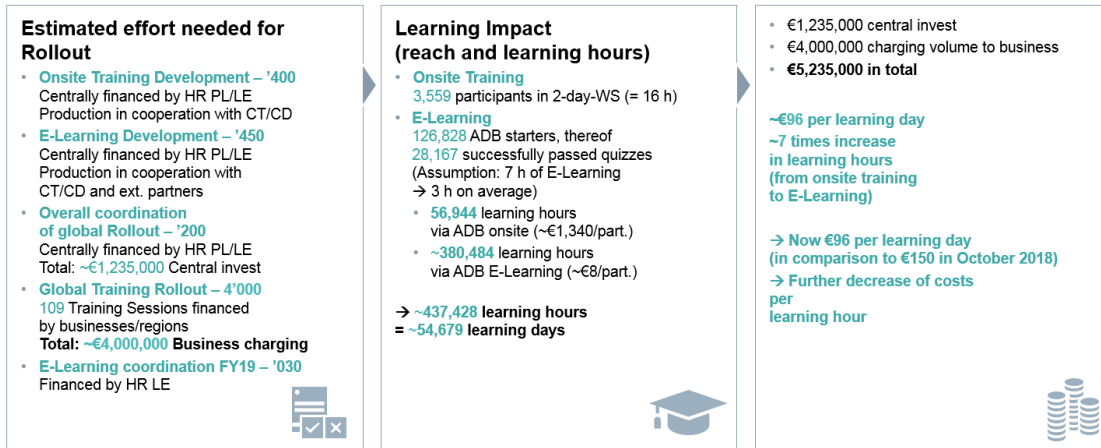 Estimated effort needed for
Rollout
• Onsite Training Development – ’400
Centrally financed by HR PL/LE
Production in cooperation with CT/CD
• E-Learning Development – ’450
Centrally financed by HR PL/LE
Production in cooperation with
CT/CD and ext. partners
• Overall coordination
of global Rollout – ’200
Centrally financed by HR PL/LE
Total: ~€1,235,000 Central invest
• Global Training Rollout – 4’000
109 Training Sessions financed
by businesses/regions
Total: ~€4,000,000 Business charging
• E-Learning coordination FY19 – ’030
Financed by HR LE
Learning Impact
(reach and learning hours)
• Onsite Training
3,559 participants in 2-day-WS (= 16 h)
• E-Learning
126,828 ADB starters, thereof
28,167 successfully passed quizzes
(Assumption: 7 h of E-Learning
→ 3 h on average)
• 56,944 learning hours
via ADB onsite (~€1,340/part.)
• ~380,484 learning hours
via ADB E-Learning (~€8/part.)
→ ~437,428 learning hours
= ~54,679 learning days
• €1,235,000 central invest
• €4,000,000 charging volume to business
• €5,235,000 in total
~€96 per learning day
~7 times increase
in learning hours
(from onsite training
to E-Learning)
→ Now €96 per learning day
(in comparison to €150 in October 2018)
→ Further decrease of costs
per
learning hour